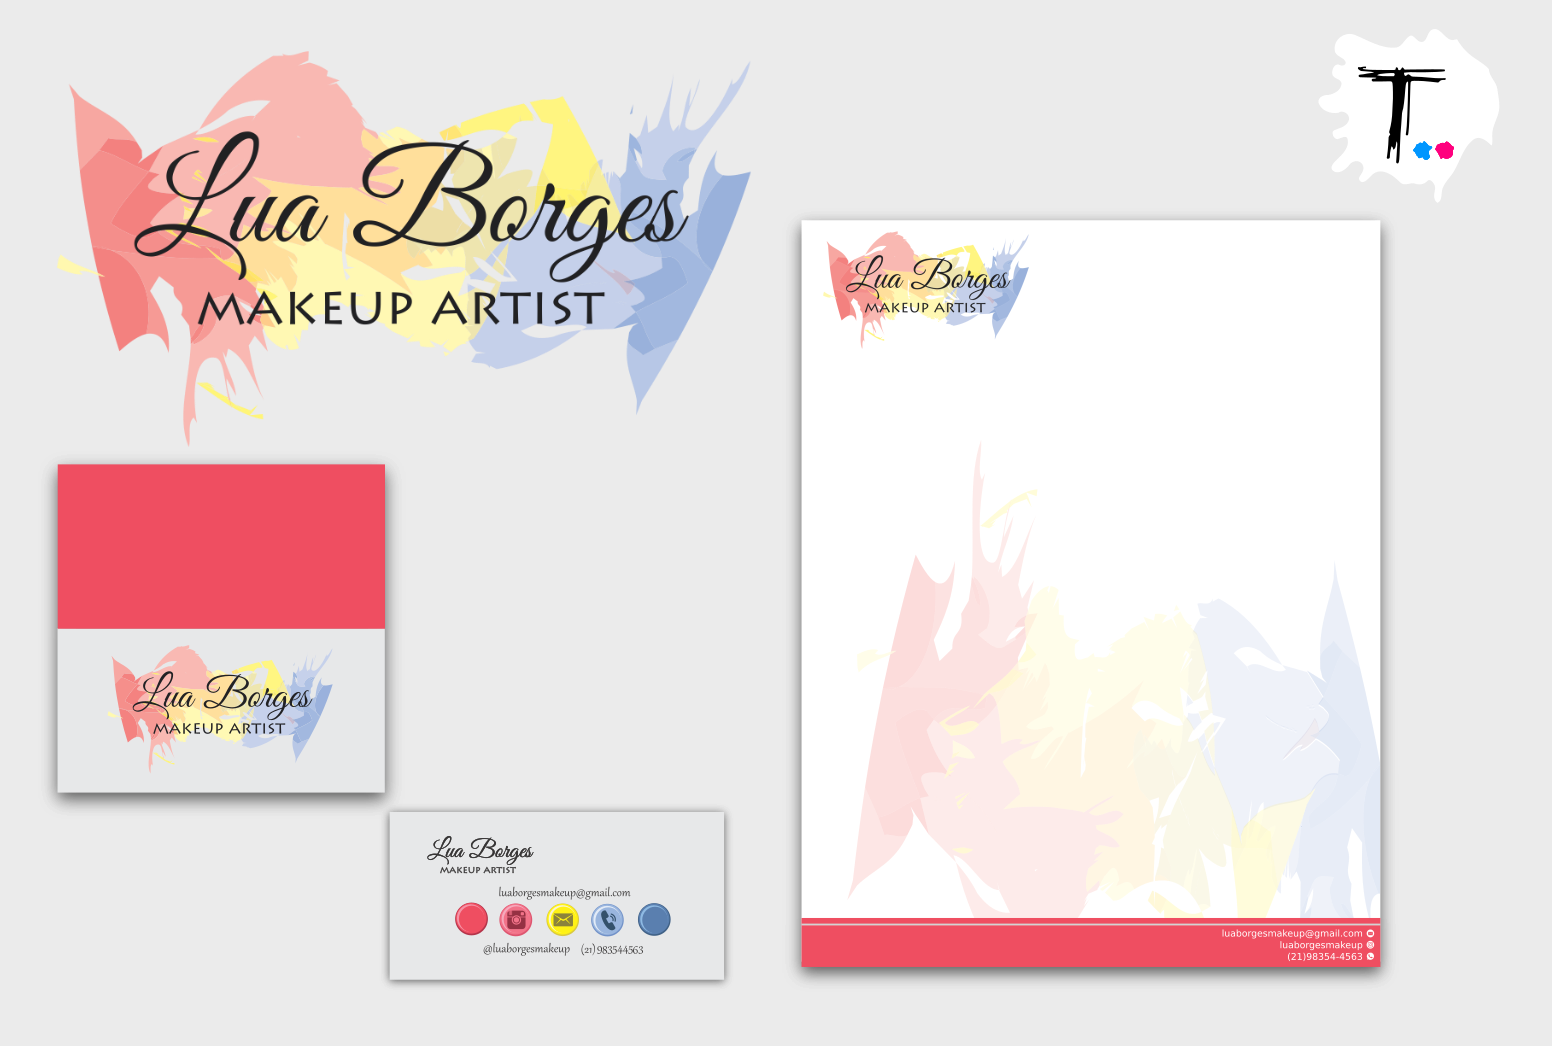 Lua Borges
MAKEUP ARTIST
T
Lua Borges
MAKEUP ARTIST
Lua Borges
MAKEUP ARTIST
Lua Borges
MAKEUP ARTIST
luaborgesmakeup@gmail.com
@luaborgesmakeup (21) 983544563
luaborgesmakeup@gmail.com
luaborgesmakeup
(21)98354-4563